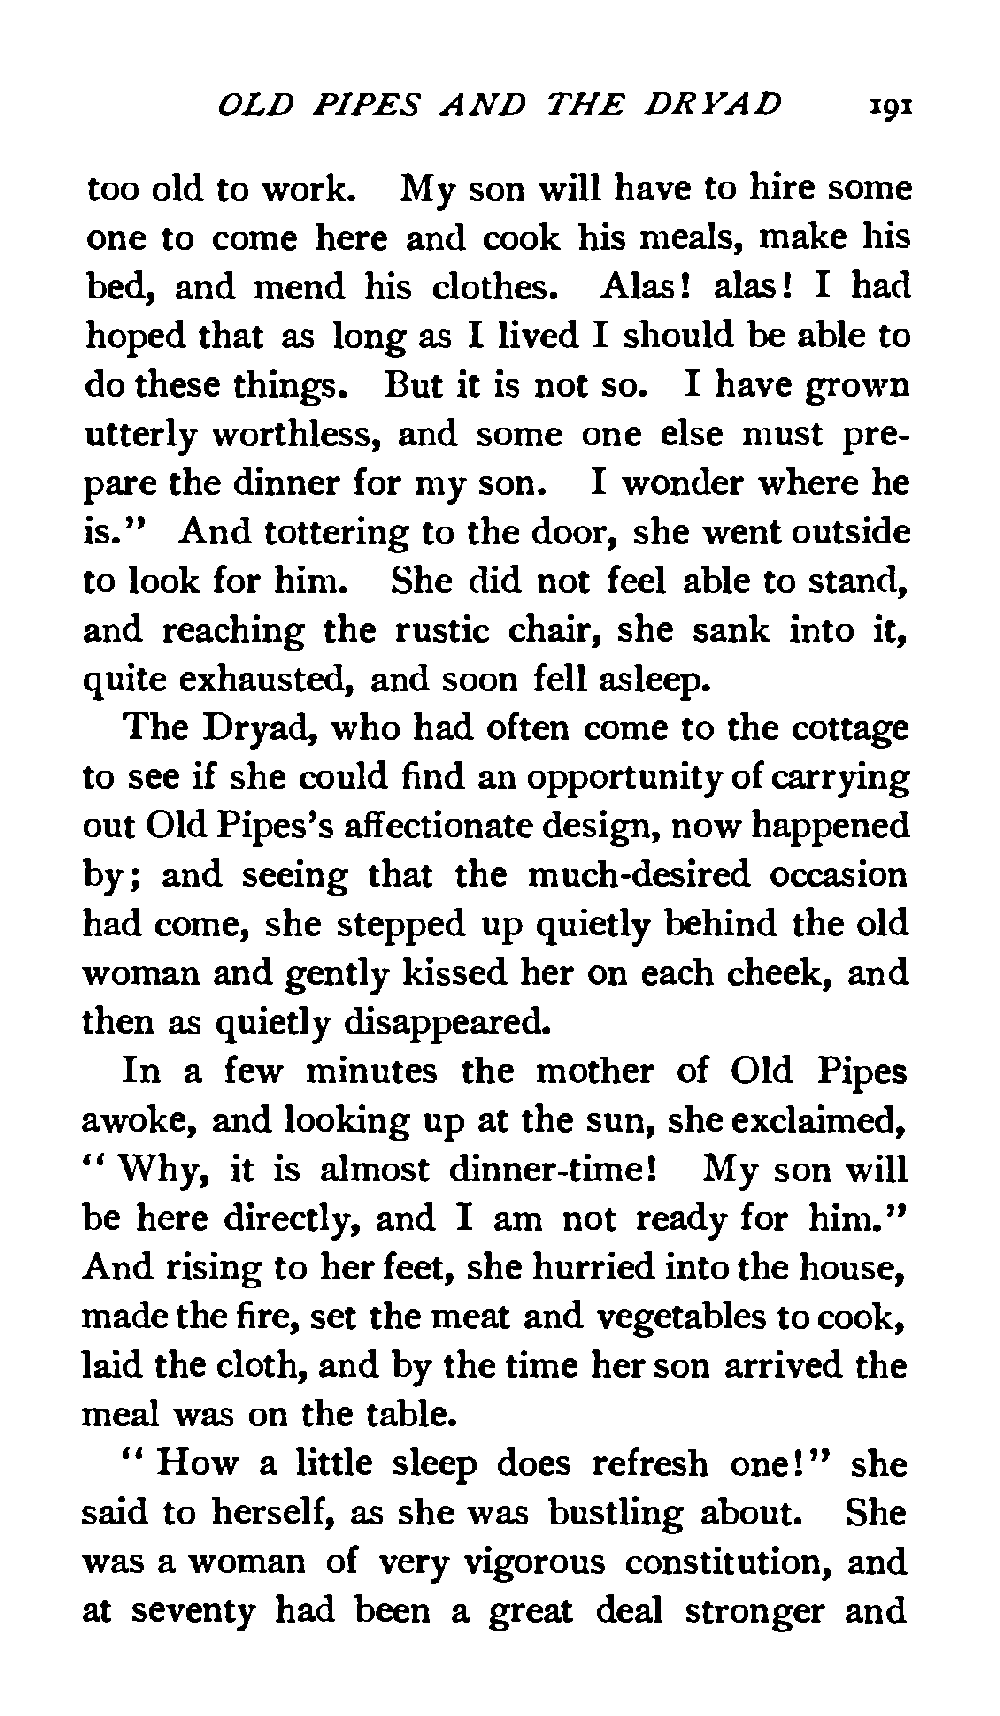 OLD PIPES AND THE DRYAD 191
too old to work. My son will have to hire some
one to come here and cook his meals, make his
bed, and mend his clothes. Alas! alas! I had
hoped that as long as I lived I should be able to
do these things. But it is not so. I have grown
utterly worthless, and some one else must pre-
pare the dinner for my son. I wonder where he
is." And tottering to the door, she went outside
to look for him. She did not feel able to stand,
and reaching the rustic chair, she sank into it,
quite exhausted, and soon fell asleep.
The Dryad, who had often come to the cottage
to see if she could find an opportunity of carrying
out Old Pipes's affectionate design, now happened
by; and seeing that the much-desired occasion
had come, she stepped up quietly behind the old
woman and gently kissed her on each cheek, and
then as quietly disappeared.
In a few minutes the mother of Old Pipes
awoke, and looking up at the sun, she exclaimed,
"Why, it is almost dinner-time! My son will
be here directly, and I am not ready for him."
And rising to her feet, she hurried into the house,
made the fire, set the meat and vegetables to cook,
laid the cloth, and by the time her son arrived the
meal was on the table.
"How a little sleep does refresh one!" she
said to herself, as she was bustling about. She
was a woman of very vigorous constitution, and
at seventy had been a great deal stronger and